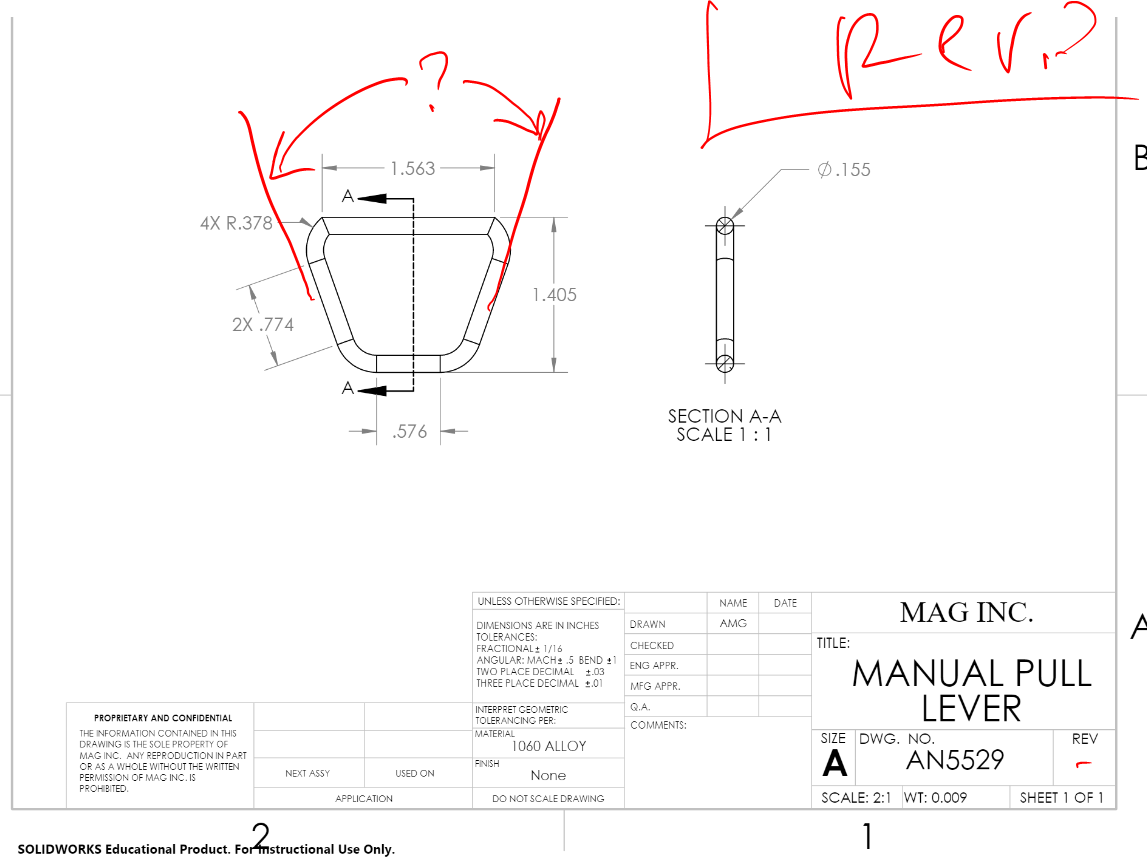 Rev.?
?
1.563
A
4X R.378
2X .774
1.405
A
.576
Ø.155
SECTION A-A
SCALE 1 : 1
B
A
UNLESS OTHERWISE SPECIFIED:
DIMENSIONS ARE IN INCHES
TOLERANCES:
FRACTIONAL± 1/16
ANGULAR: MACH± .5 BEND ±1
TWO PLACE DECIMAL ±.03
THREE PLACE DECIMAL ±.01
INTERPRET GEOMETRIC
TOLERANCING PER:
MATERIAL
1060 ALLOY
FINISH
None
DO NOT SCALE DRAWING
NAME DATE
DRAWN AMG
CHECKED
ENG APPR.
MFG APPR.
Q.A.
COMMENTS:
MAG INC.
TITLE:
MANUAL PULL
LEVER
SIZE DWG. NO. REV
A AN5529 -
SCALE: 2:1 WT: 0.009 SHEET 1 OF 1
PROPRIETARY AND CONFIDENTIAL
THE INFORMATION CONTAINED IN THIS
DRAWING IS THE SOLE PROPERTY OF
MAG INC. ANY REPRODUCTION IN PART
OR AS A WHOLE WITHOUT THE WRITTEN
PERMISSION OF MAG INC. IS
PROHIBITED.
NEXT ASSY USED ON
APPLICATION
2 1
SOLIDWORKS Educational Product. For Instructional Use Only.